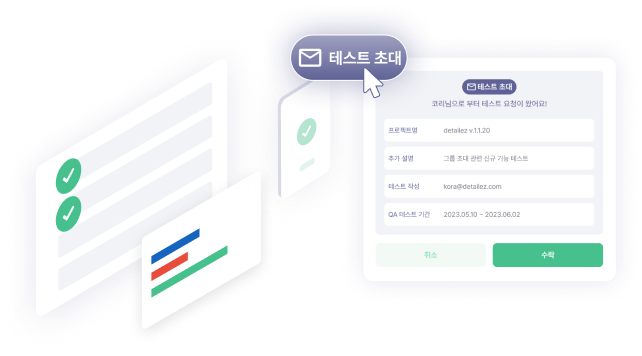 테스트 초대
테스트 초대
코리님으로 부터 테스트 요청이 왔어요!
프로젝트명 detailez v.1.1.20
추가 설명 그룹 초대 관련 신규 기능 테스트
테스트 작성 kora@detailez.com
QA 테스트 기간 2023.05.10 ~ 2023.06.02
취소 수락